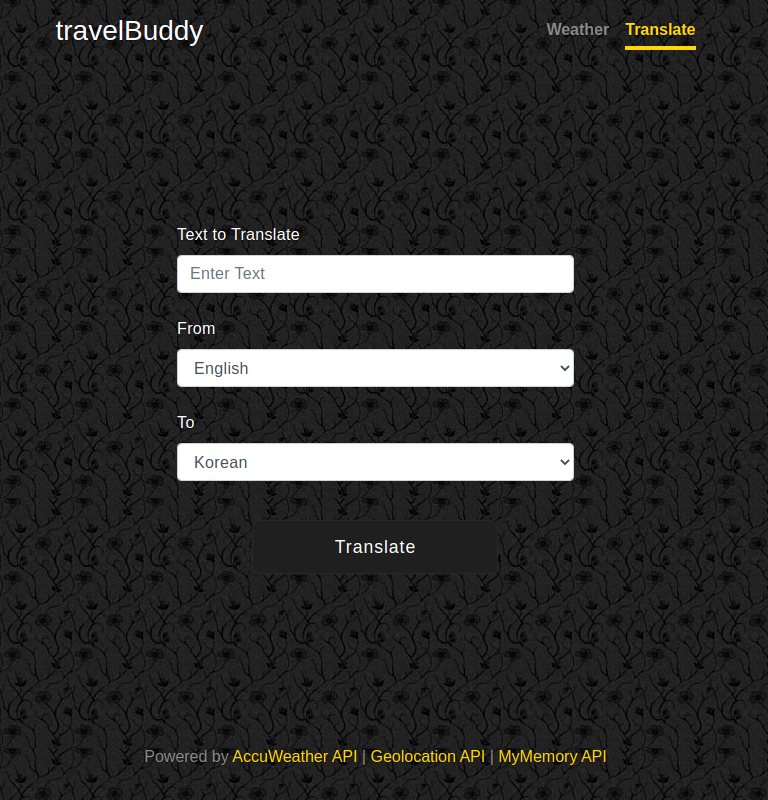 travelBuddy
Weather Translate
Text to Translate
Enter Text
From
English
To
Korean
Translate
Powered by AccuWeather API | Geolocation API | MyMemory API